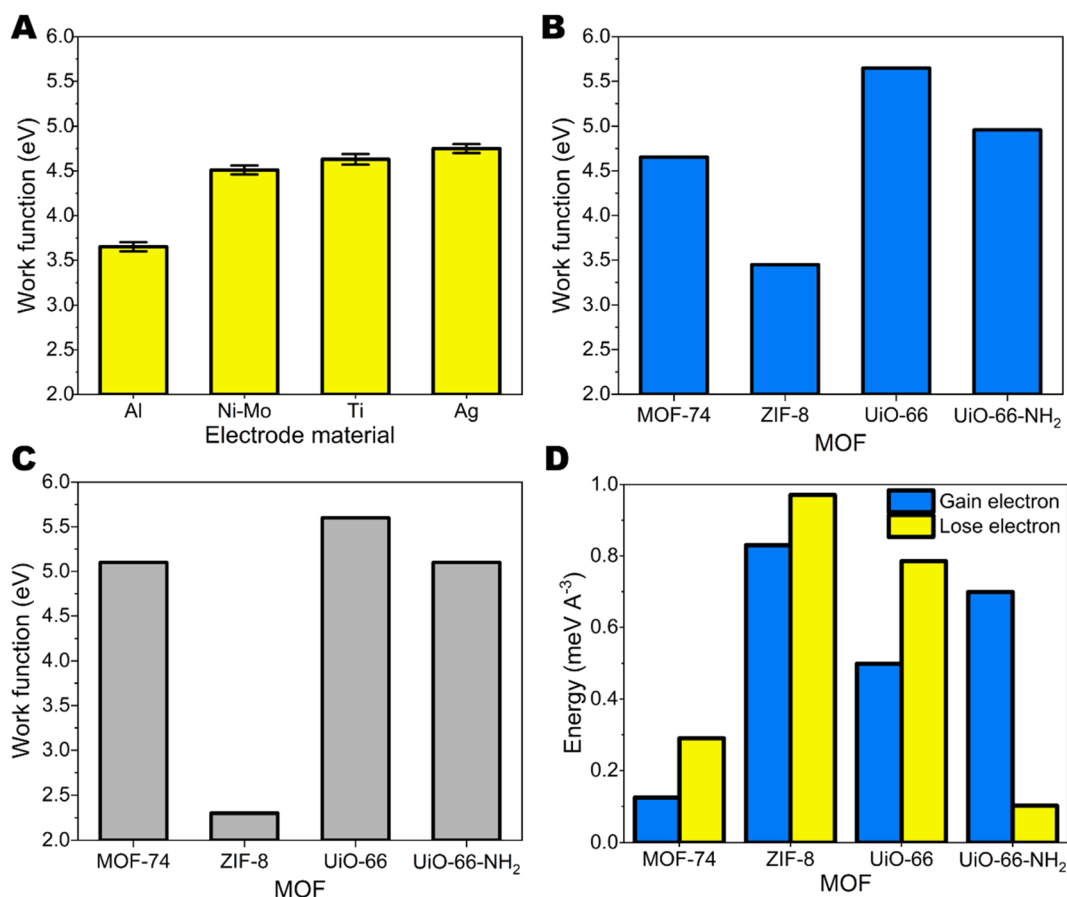 A
6.0
5.5
5.0
4.5
4.0
3.5
3.0
2.5
2.0
Work function (eV)
Al Ni-Mo Ti Ag
Electrode material
B
6.0
5.5
5.0
4.5
4.0
3.5
3.0
2.5
2.0
Work function (eV)
MOF-74 ZIF-8 UiO-66 UiO-66-NH₂
MOF
C
6.0
5.5
5.0
4.5
4.0
3.5
3.0
2.5
2.0
Work function (eV)
MOF-74 ZIF-8 UiO-66 UiO-66-NH₂
MOF
D
1.0
0.8
0.6
0.4
0.2
0.0
Energy (meV A⁻³)
Gain electron
Lose electron
MOF-74 ZIF-8 UiO-66 UiO-66-NH₂
MOF